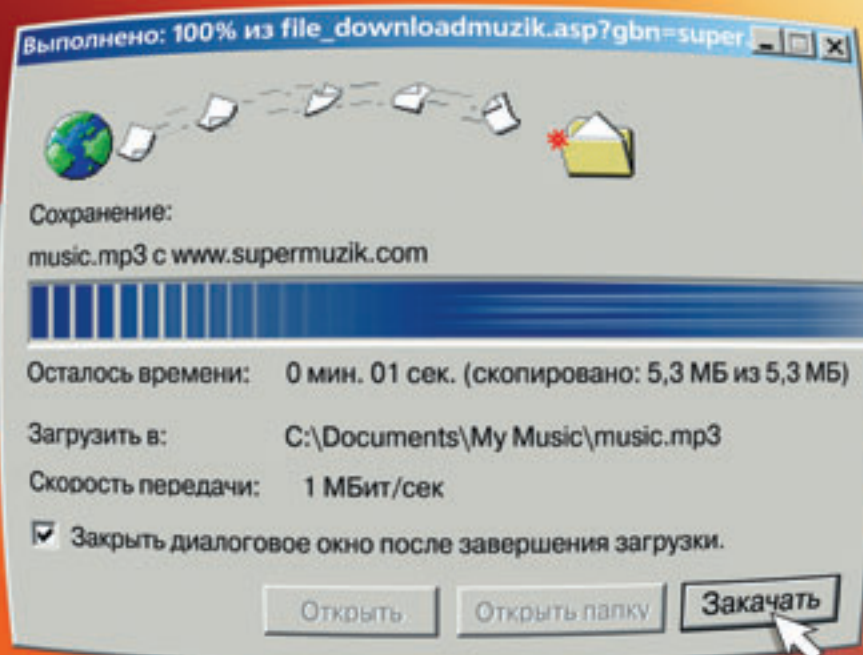 Выполнено: 100% из file_downloadmuzik.asp?gbn=super.
Сохранение:
music.mp3 с www.supermuzik.com
Осталось времени: 0 мин. 01 сек. (скопировано: 5,3 МБ из 5,3 МБ)
Загрузить в: C:\Documents\My Music\music.mp3
Скорость передачи: 1 МБит/сек
Закрыть диалоговое окно после завершения загрузки.
Открыть Открыть папку Закачать